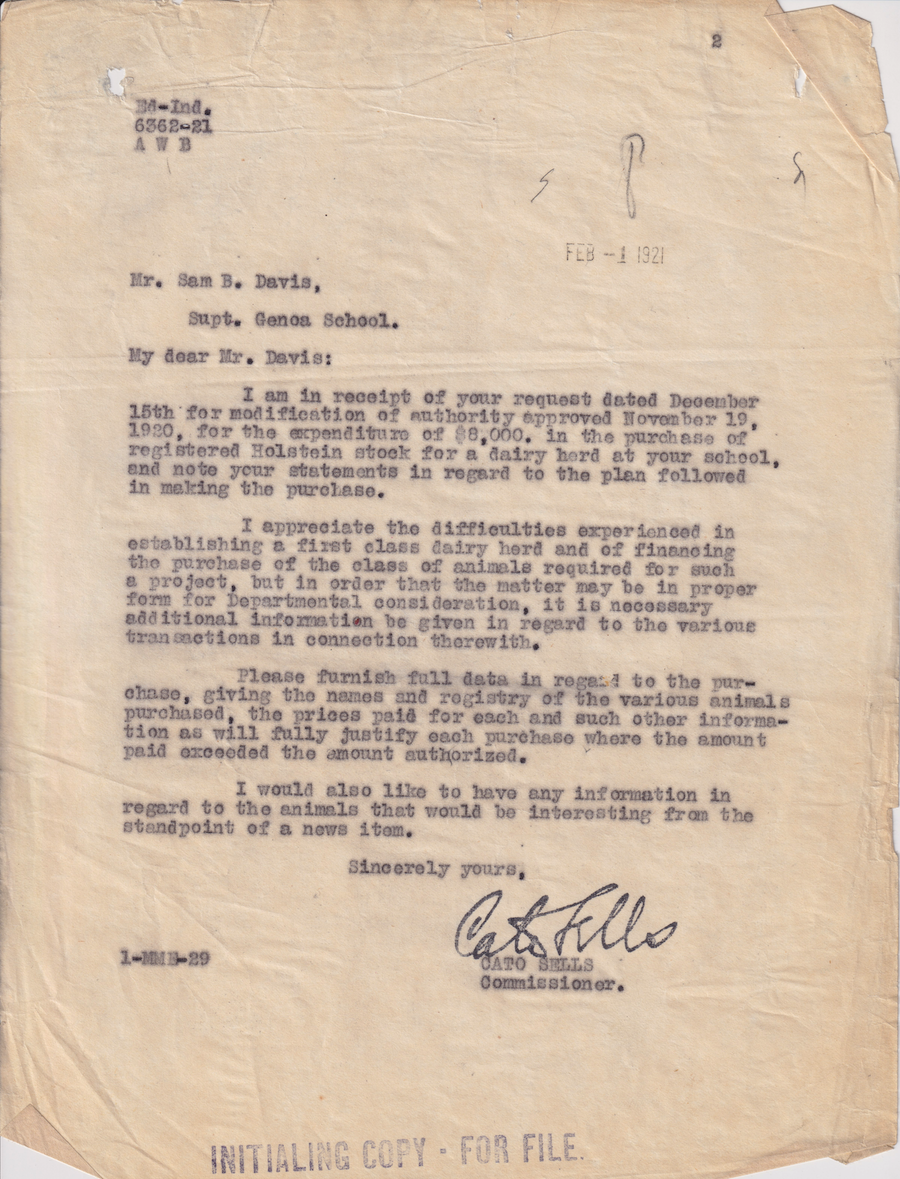 2
Ed-Ind.
6362-21
A W B
FEB -1 1921
Mr. Sam B. Davis,
Supt. Genoa School.
My dear Mr. Davis:
I am in receipt of your request dated December
15th for modification of authority approved November 19,
1920, for the expenditure of $8,000. in the purchase of
registered Holstein stock for a dairy herd at your school,
and note your statements in regard to the plan followed
in making the purchase.
I appreciate the difficulties experienced in
establishing a first class dairy herd and of financing
the purchase of the class of animals required for such
a project, but in order that the matter may be in proper
form for Departmental consideration, it is necessary
additional information be given in regard to the various
transactions in connection therewith.
Please furnish full data in regard to the pur-
chase, giving the names and registry of the various animals
purchased, the prices paid for each and such other informa-
tion as will fully justify each purchase where the amount
paid exceeded the amount authorized.
I would also like to have any information in
regard to the animals that would be interesting from the
standpoint of a news item.
Sincerely yours,
Cato Sells
CATO SELLS
Commissioner.
INITIALING COPY - FOR FILE.